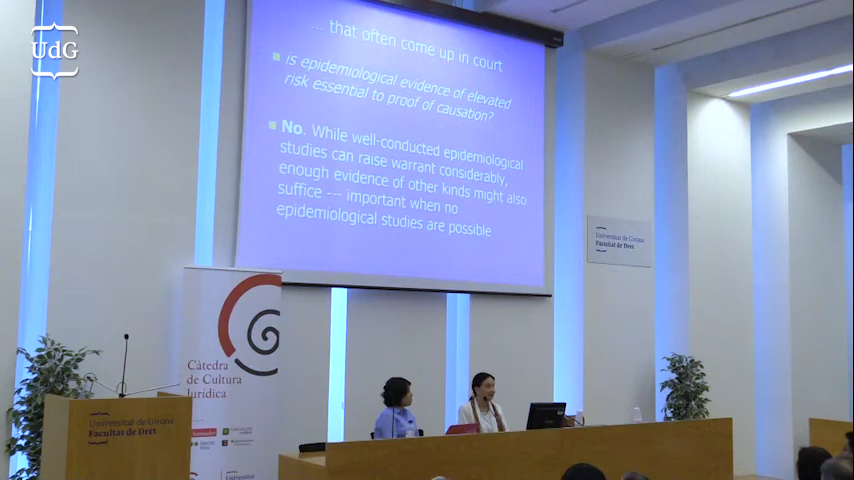 UdG
... that often come up in court
is epidemiological evidence of elevated
risk essential to proof of causation?
No. While well-conducted epidemiological
studies can raise warrant considerably,
enough evidence of other kinds might also
suffice --- important when no
epidemiological studies are possible
Universitat de Girona
Facultat de Dret
Càtedra
de Cultura
Jurídica
Universitat de Girona
Facultat de Dret
Universitat